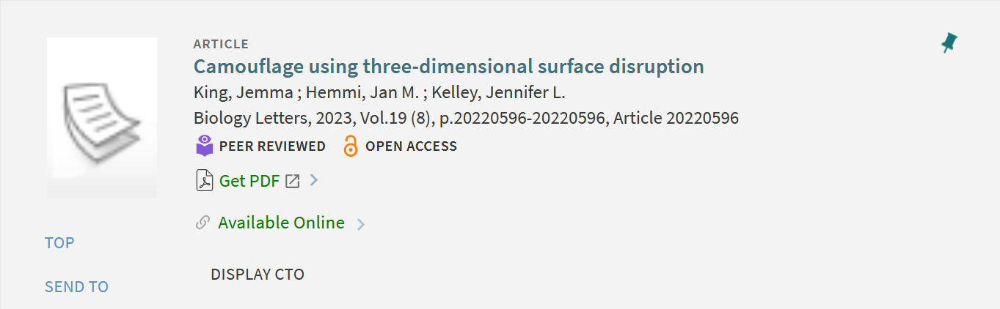 ARTICLE
Camouflage using three-dimensional surface disruption
King, Jemma ; Hemmi, Jan M. ; Kelley, Jennifer L.
Biology Letters, 2023, Vol.19 (8), p.20220596-20220596, Article 20220596
PEER REVIEWED OPEN ACCESS
Get PDF
Available Online
TOP
DISPLAY CTO
SEND TO